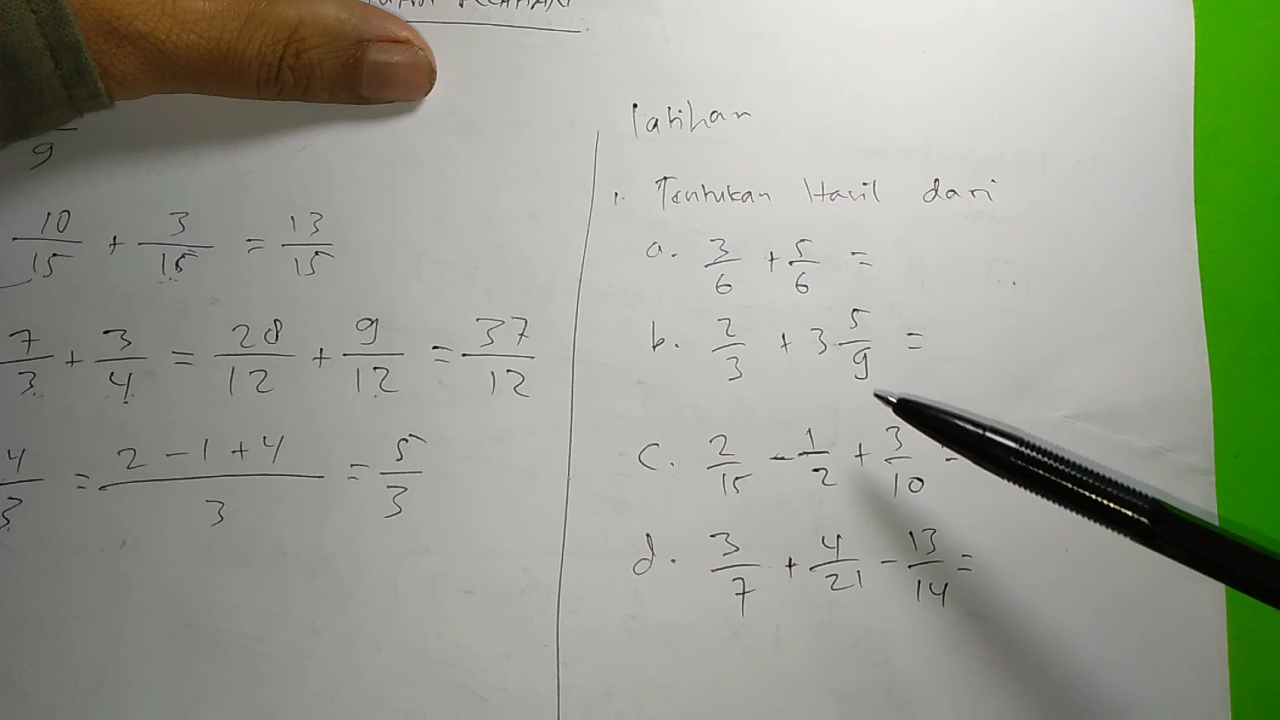 9
10/15 + 3/15 = 13/15
7/3 + 3/4 = 28/12 + 9/12 = 37/12
4/3 = (2 - 1 + 4)/3 = 5/3
latihan
1. Tentukan Hasil dari
a. 3/6 + 5/6 =
b. 2/3 + 3 5/9 =
c. 2/15 - 1/2 + 3/10 =
d. 3/7 + 4/21 - 13/14 =